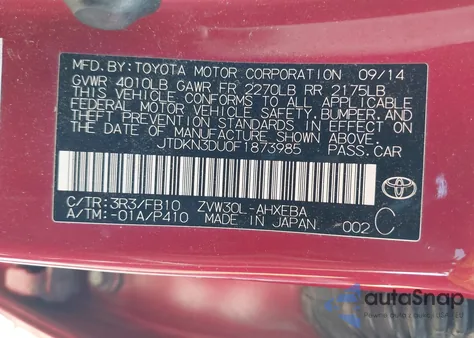 MFD.BY:TOYOTA MOTOR CORPORATION 09/14
GVWR 4010LB GAWR FR 2270LB RR 2175LB
THIS VEHICLE CONFORMS TO ALL APPLICABLE
FEDERAL MOTOR VEHICLE SAFETY, BUMPER, AND
THEFT PREVENTION STANDARDS IN EFFECT ON
THE DATE OF MANUFACTURE SHOWN ABOVE.
JTDKN3DU0F1873985 PASS.CAR
C/TR:3R3/FB10 ZVW30L-AHXEBA
A/TM:-01A/P410 MADE IN JAPAN 002 C
TOYOTA
autoSnap